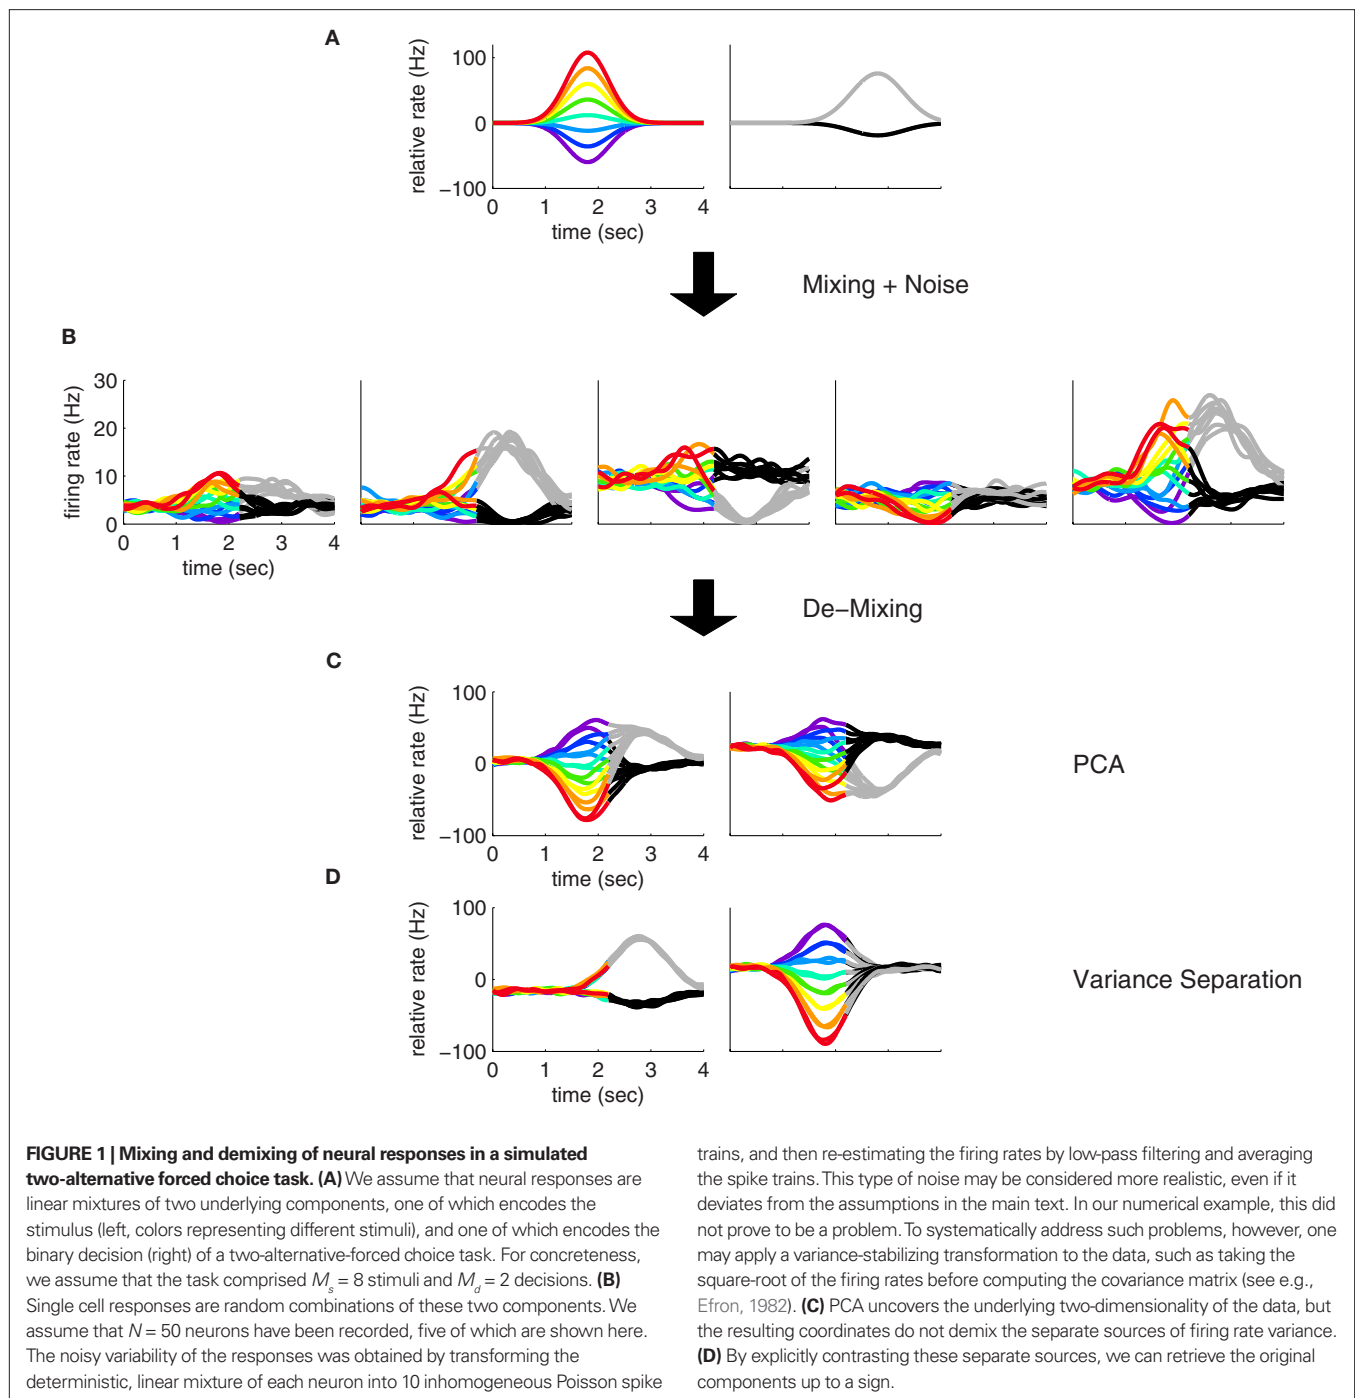 A
relative rate (Hz)
100
0
−100
0 1 2 3 4
time (sec)
Mixing + Noise
B
firing rate (Hz)
30
20
10
0
0 1 2 3 4
time (sec)
De−Mixing
C
relative rate (Hz)
100
0
−100
0 1 2 3 4
time (sec)
PCA
D
relative rate (Hz)
100
0
−100
0 1 2 3 4
time (sec)
Variance Separation
FIGURE 1 | Mixing and demixing of neural responses in a simulated
two-alternative forced choice task. (A) We assume that neural responses are
linear mixtures of two underlying components, one of which encodes the
stimulus (left, colors representing different stimuli), and one of which encodes the
binary decision (right) of a two-alternative-forced choice task. For concreteness,
we assume that the task comprised Ms = 8 stimuli and Md = 2 decisions. (B)
Single cell responses are random combinations of these two components. We
assume that N = 50 neurons have been recorded, five of which are shown here.
The noisy variability of the responses was obtained by transforming the
deterministic, linear mixture of each neuron into 10 inhomogeneous Poisson spike
trains, and then re-estimating the firing rates by low-pass filtering and averaging
the spike trains. This type of noise may be considered more realistic, even if it
deviates from the assumptions in the main text. In our numerical example, this did
not prove to be a problem. To systematically address such problems, however, one
may apply a variance-stabilizing transformation to the data, such as taking the
square-root of the firing rates before computing the covariance matrix (see e.g.,
Efron, 1982). (C) PCA uncovers the underlying two-dimensionality of the data, but
the resulting coordinates do not demix the separate sources of firing rate variance.
(D) By explicitly contrasting these separate sources, we can retrieve the original
components up to a sign.